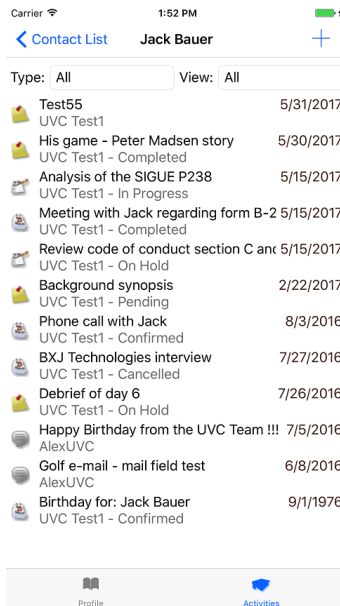 Carrier 1:52 PM
Contact List Jack Bauer
Type: All View: All
Test55 5/31/2017
UVC Test1
His game - Peter Madsen story 5/30/2017
UVC Test1 - Completed
Analysis of the SIGUE P238 5/15/2017
UVC Test1 - In Progress
Meeting with Jack regarding form B-2 5/15/2017
UVC Test1 - Completed
Review code of conduct section C and 5/15/2017
UVC Test1 - On Hold
Background synopsis 2/22/2017
UVC Test1 - Pending
Phone call with Jack 8/3/2016
UVC Test1 - Confirmed
BXJ Technologies interview 7/27/2016
UVC Test1 - Cancelled
Debrief of day 6 7/26/2016
UVC Test1 - On Hold
Happy Birthday from the UVC Team !!! 7/5/2016
AlexUVC
Golf e-mail - mail field test 6/8/2016
AlexUVC
Birthday for: Jack Bauer 9/1/1976
UVC Test1 - Confirmed
Profile Activities